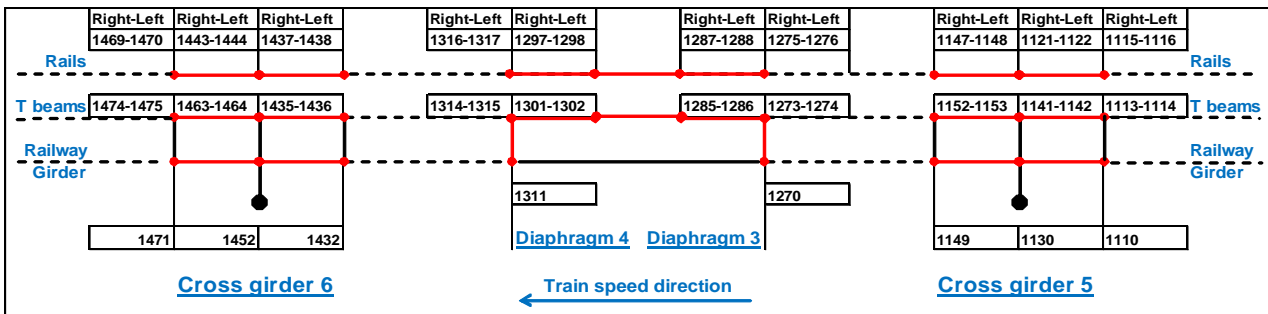 Right-Left Right-Left Right-Left Right-Left Right-Left Right-Left Right-Left Right-Left Right-Left Right-Left
1469-1470 1443-1444 1437-1438 1316-1317 1297-1298 1287-1288 1275-1276 1147-1148 1121-1122 1115-1116
Rails Rails
T beams 1474-1475 1463-1464 1435-1436 1314-1315 1301-1302 1285-1286 1273-1274 1152-1153 1141-1142 1113-1114 T beams
Railway Railway
Girder Girder
1311 1270
1471 1452 1432 Diaphragm 4 Diaphragm 3 1149 1130 1110
Cross girder 6 Train speed direction Cross girder 5